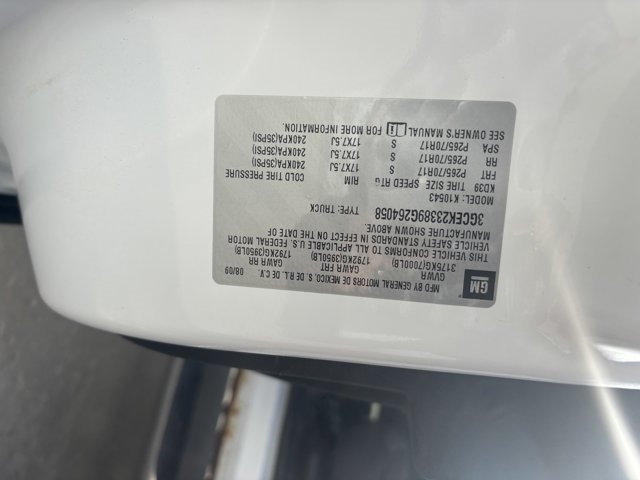 GM
MFD BY GENERAL MOTORS DE MEXICO, S. DE R.L. DE C.V.
08/09 GVWR GAWR FRT GAWR RR
3175KG(7000LB) 1792KG(3950LB) 1792KG(3950LB)
THIS VEHICLE CONFORMS TO ALL APPLICABLE U.S. FEDERAL MOTOR
VEHICLE SAFETY STANDARDS IN EFFECT ON THE DATE OF
MANUFACTURE SHOWN ABOVE.
3GCEK23389G264058 TYPE: TRUCK
MODEL: K10543
KD39 TIRE SIZE SPEED RTG RIM COLD TIRE PRESSURE
FRT P265/70R17 S 17X7.5J 240KPA(35PSI)
RR P265/70R17 S 17X7.5J 240KPA(35PSI)
SPA P265/70R17 S 17X7.5J 240KPA(35PSI)
SEE OWNER'S MANUAL FOR MORE INFORMATION.